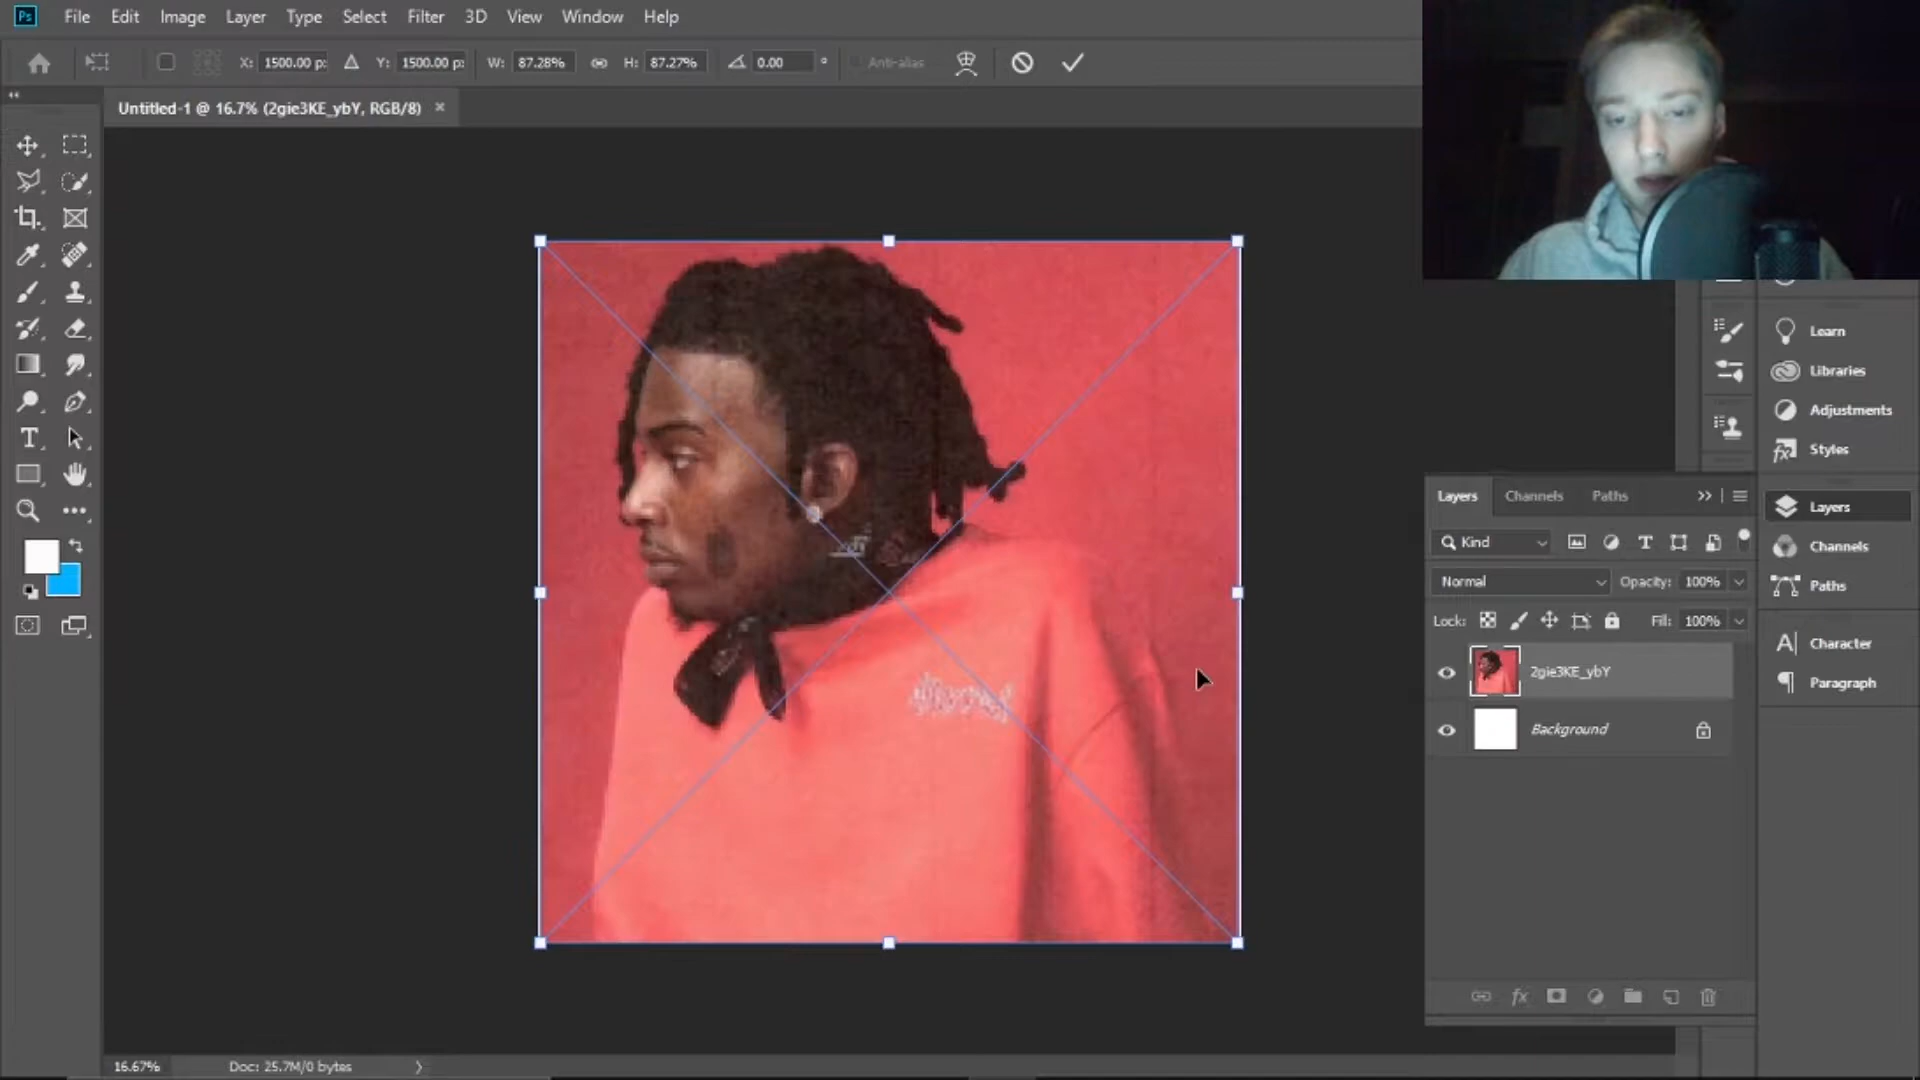 Ps File Edit Image Layer Type Select Filter 3D View Window Help
X: 1500.00 p: Y: 1500.00 p: W: 87.28% H: 87.27% 0.00 ° Anti-alias
Untitled-1 @ 16.7% (2gie3KE_ybY, RGB/8) ×
Learn
Libraries
Adjustments
Styles
Layers
Channels
Paths
Character
Paragraph
Layers Channels Paths
Kind
Normal Opacity: 100%
Lock: Fill: 100%
2gie3KE_ybY
Background
16.67% Doc: 25.7M/0 bytes